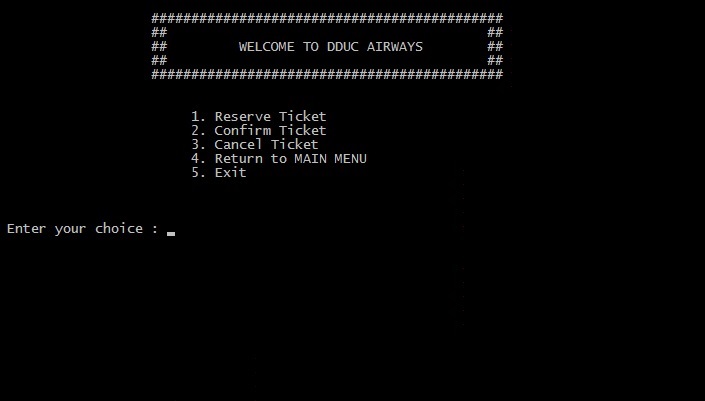 ############################################
## ##
## WELCOME TO DDUC AIRWAYS ##
## ##
############################################
1. Reserve Ticket
2. Confirm Ticket
3. Cancel Ticket
4. Return to MAIN MENU
5. Exit
Enter your choice : _